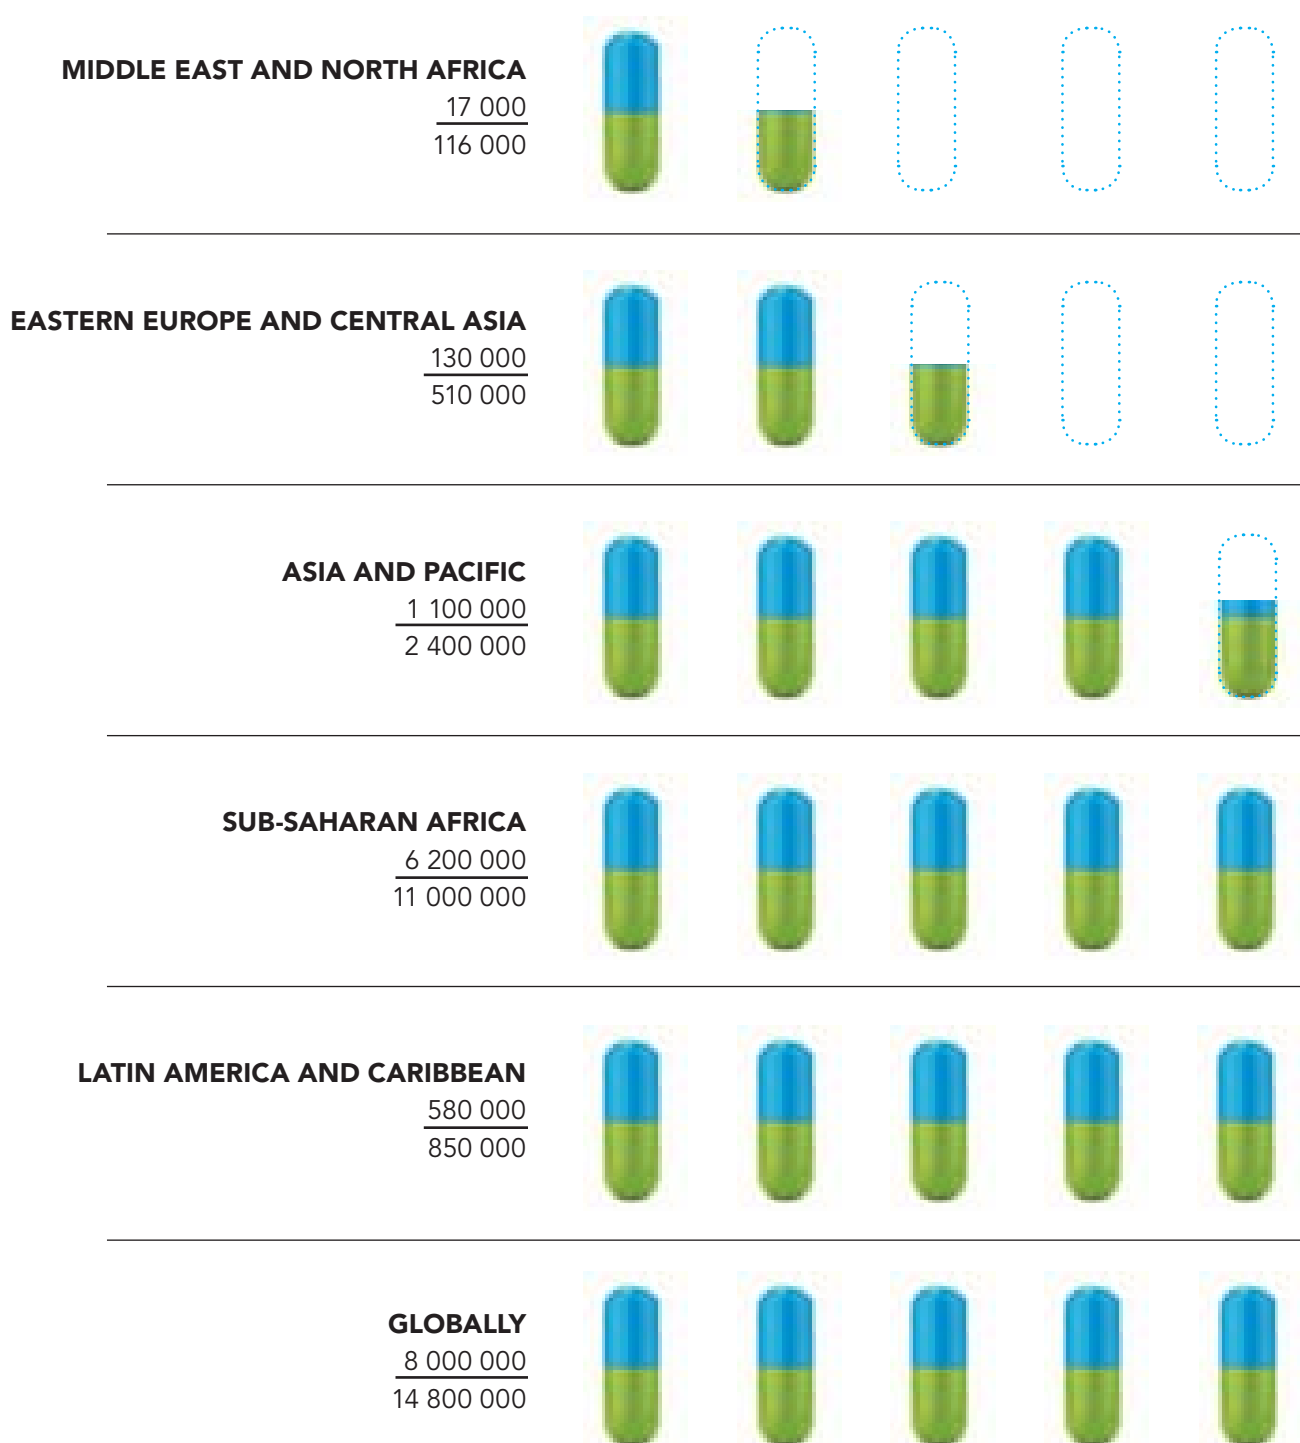 MIDDLE EAST AND NORTH AFRICA
17 000
116 000
EASTERN EUROPE AND CENTRAL ASIA
130 000
510 000
ASIA AND PACIFIC
1 100 000
2 400 000
SUB-SAHARAN AFRICA
6 200 000
11 000 000
LATIN AMERICA AND CARIBBEAN
580 000
850 000
GLOBALLY
8 000 000
14 800 000